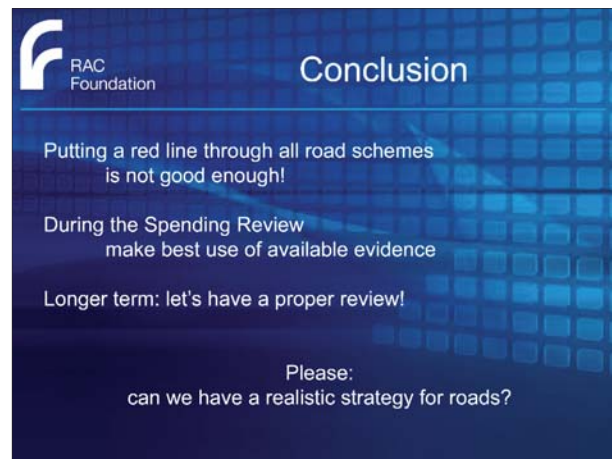 RAC
Foundation
Conclusion
Putting a red line through all road schemes
is not good enough!
During the Spending Review
make best use of available evidence
Longer term: let's have a proper review!
Please:
can we have a realistic strategy for roads?